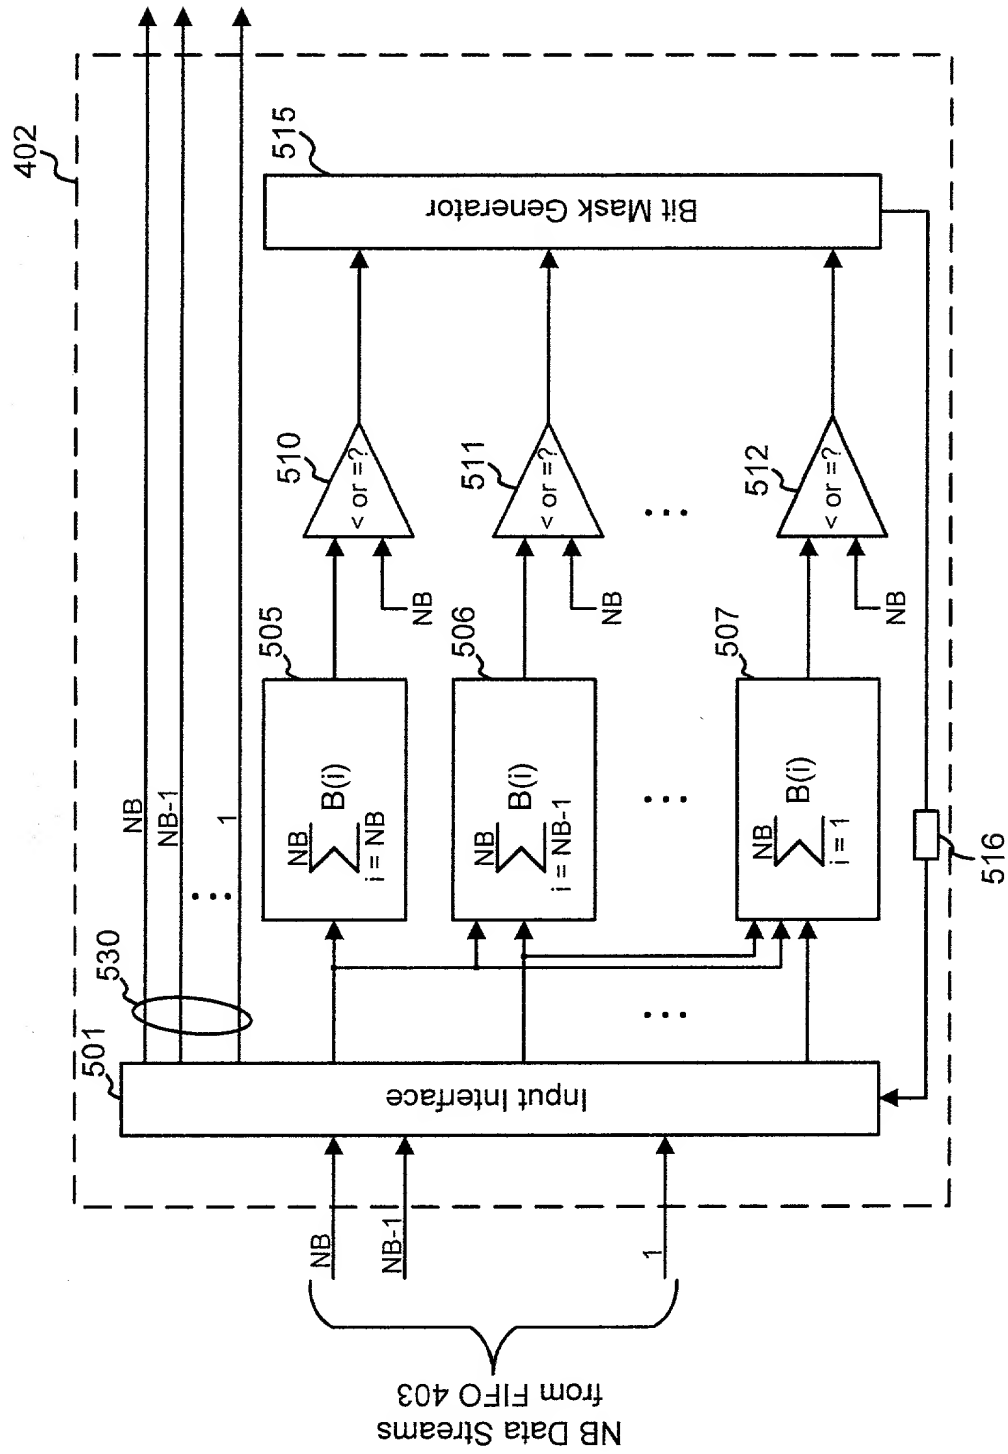 402
NB
NB-1
1
...
530
501
Input Interface
NB Data Streams
from FIFO 403
NB
NB-1
1
505
NB
∑ B(i)
i = NB
506
NB
∑ B(i)
i = NB-1
...
507
NB
∑ B(i)
i = 1
...
510
< or =?
NB
511
< or =?
NB
...
512
< or =?
NB
515
Bit Mask Generator
516